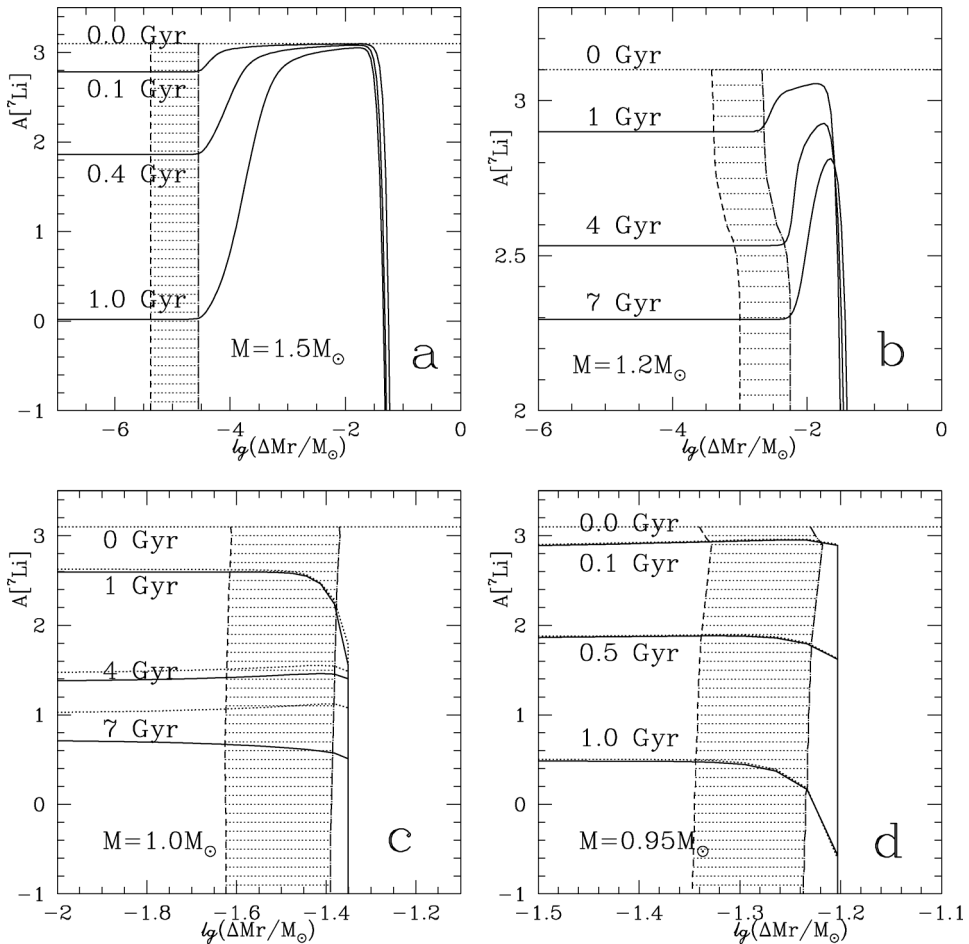 3
2
1
0
−1
A[⁷Li]
0.0 Gyr
0.1 Gyr
0.4 Gyr
1.0 Gyr
M=1.5M⊙
a
−6
−4
−2
0
lg(ΔMr/M⊙)
3
2.5
2
A[⁷Li]
0 Gyr
1 Gyr
4 Gyr
7 Gyr
M=1.2M⊙
b
−6
−4
−2
0
lg(ΔMr/M⊙)
3
2
1
0
−1
A[⁷Li]
0 Gyr
1 Gyr
4 Gyr
7 Gyr
M=1.0M⊙
c
−2
−1.8
−1.6
−1.4
−1.2
lg(ΔMr/M⊙)
3
2
1
0
−1
A[⁷Li]
0.0 Gyr
0.1 Gyr
0.5 Gyr
1.0 Gyr
M=0.95M⊙
d
−1.5
−1.4
−1.3
−1.2
−1.1
lg(ΔMr/M⊙)